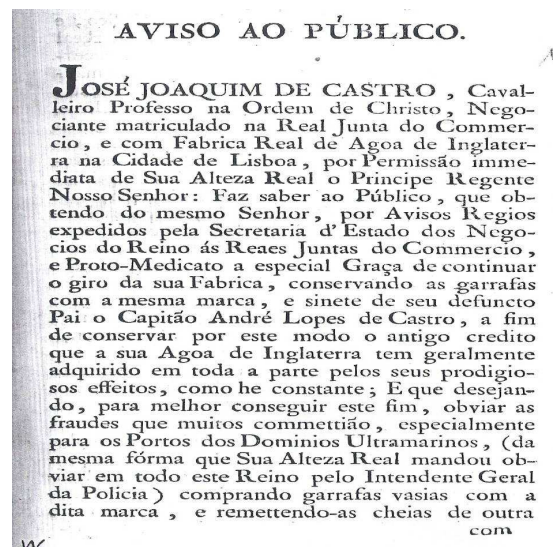 AVISO AO PÚBLICO.
JOSÉ JOAQUIM DE CASTRO , Caval-
leiro Professo na Ordem de Christo, Nego-
ciante matriculado na Real Junta do Commer-
cio, e com Fabrica Real de Agoa de Inglater-
ra na Cidade de Lisboa, por Permissão imme-
diata de Sua Alteza Real o Principe Regente
Nosso Senhor: Faz saber ao Público, que ob-
tendo do mesmo Senhor, por Avisos Regios
expedidos pela Secretaria d'Estado dos Nego-
cios do Reino ás Reaes Juntas do Commercio,
e Proto-Medicato a especial Graça de continuar
o giro da sua Fabrica, conservando as garrafas
com a mesma marca, e sinete de seu defuncto
Pai o Capitão André Lopes de Castro, a fim
de conservar por este modo o antigo credito
que a sua Agoa de Inglaterra tem geralmente
adquirido em toda a parte pelos seus prodigio-
sos effeitos, como he constante; E que desejan-
do, para melhor conseguir este fim, obviar as
fraudes que muitos commettião, especialmente
para os Portos dos Dominios Ultramarinos, (da
mesma fórma que Sua Alteza Real mandou ob-
viar em todo este Reino pelo Intendente Geral
da Policia) comprando garrafas vasias com a
dita marca, e remettendo-as cheias de outra
com